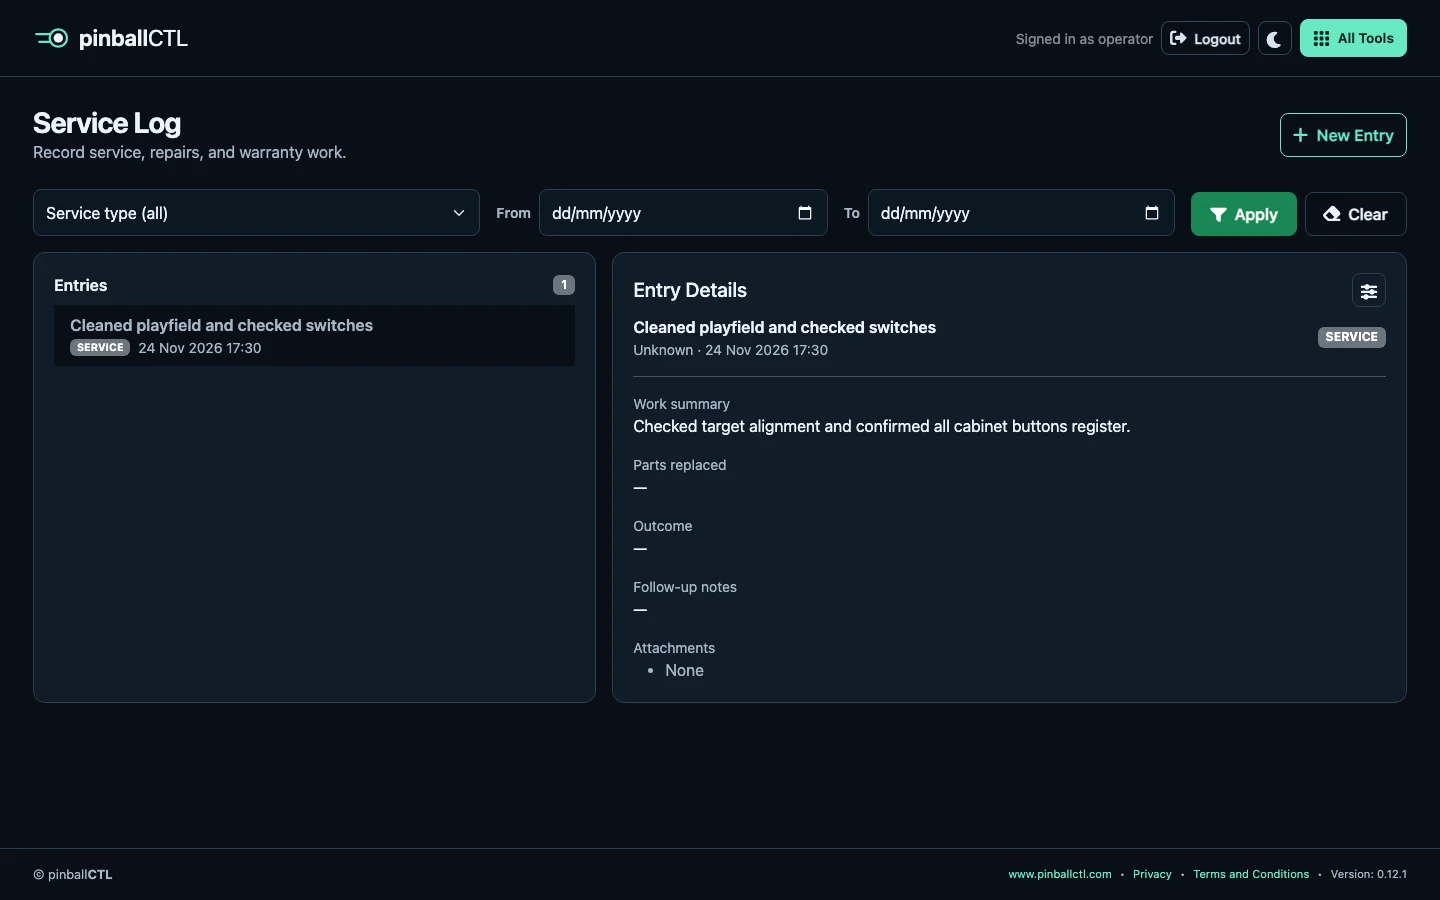 pinballCTL
Signed in as operator
Logout
All Tools
Service Log
Record service, repairs, and warranty work.
New Entry
Service type (all)
From
dd/mm/yyyy
To
dd/mm/yyyy
Apply
Clear
Entries
1
Cleaned playfield and checked switches
SERVICE 24 Nov 2026 17:30
Entry Details
Cleaned playfield and checked switches
Unknown · 24 Nov 2026 17:30
SERVICE
Work summary
Checked target alignment and confirmed all cabinet buttons register.
Parts replaced
—
Outcome
—
Follow-up notes
—
Attachments
• None
© pinballCTL
www.pinballctl.com • Privacy • Terms and Conditions • Version: 0.12.1